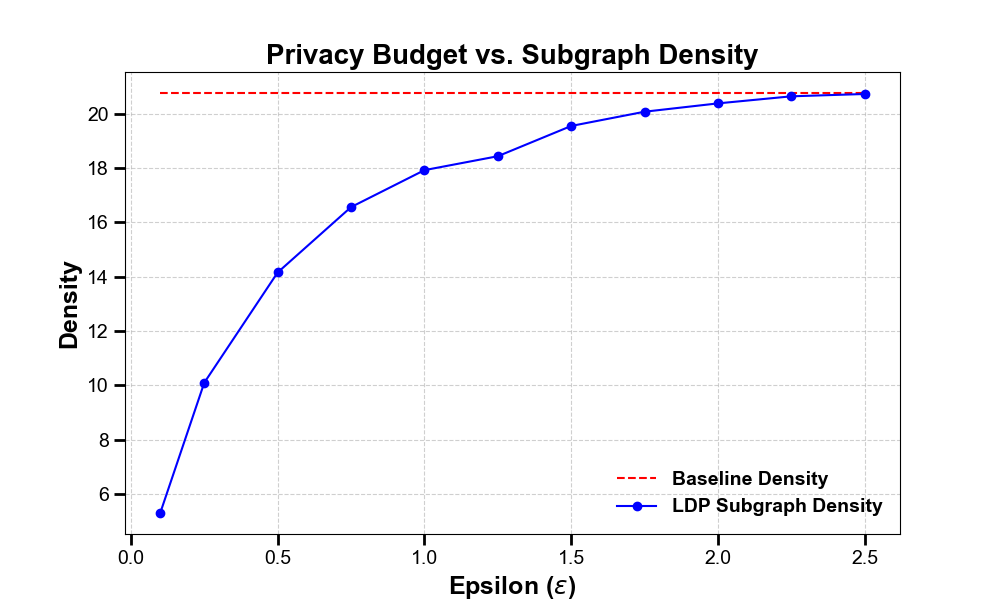 Privacy Budget vs. Subgraph Density
Density
20
18
16
14
12
10
8
6
Baseline Density
LDP Subgraph Density
0.0 0.5 1.0 1.5 2.0 2.5
Epsilon (ε)